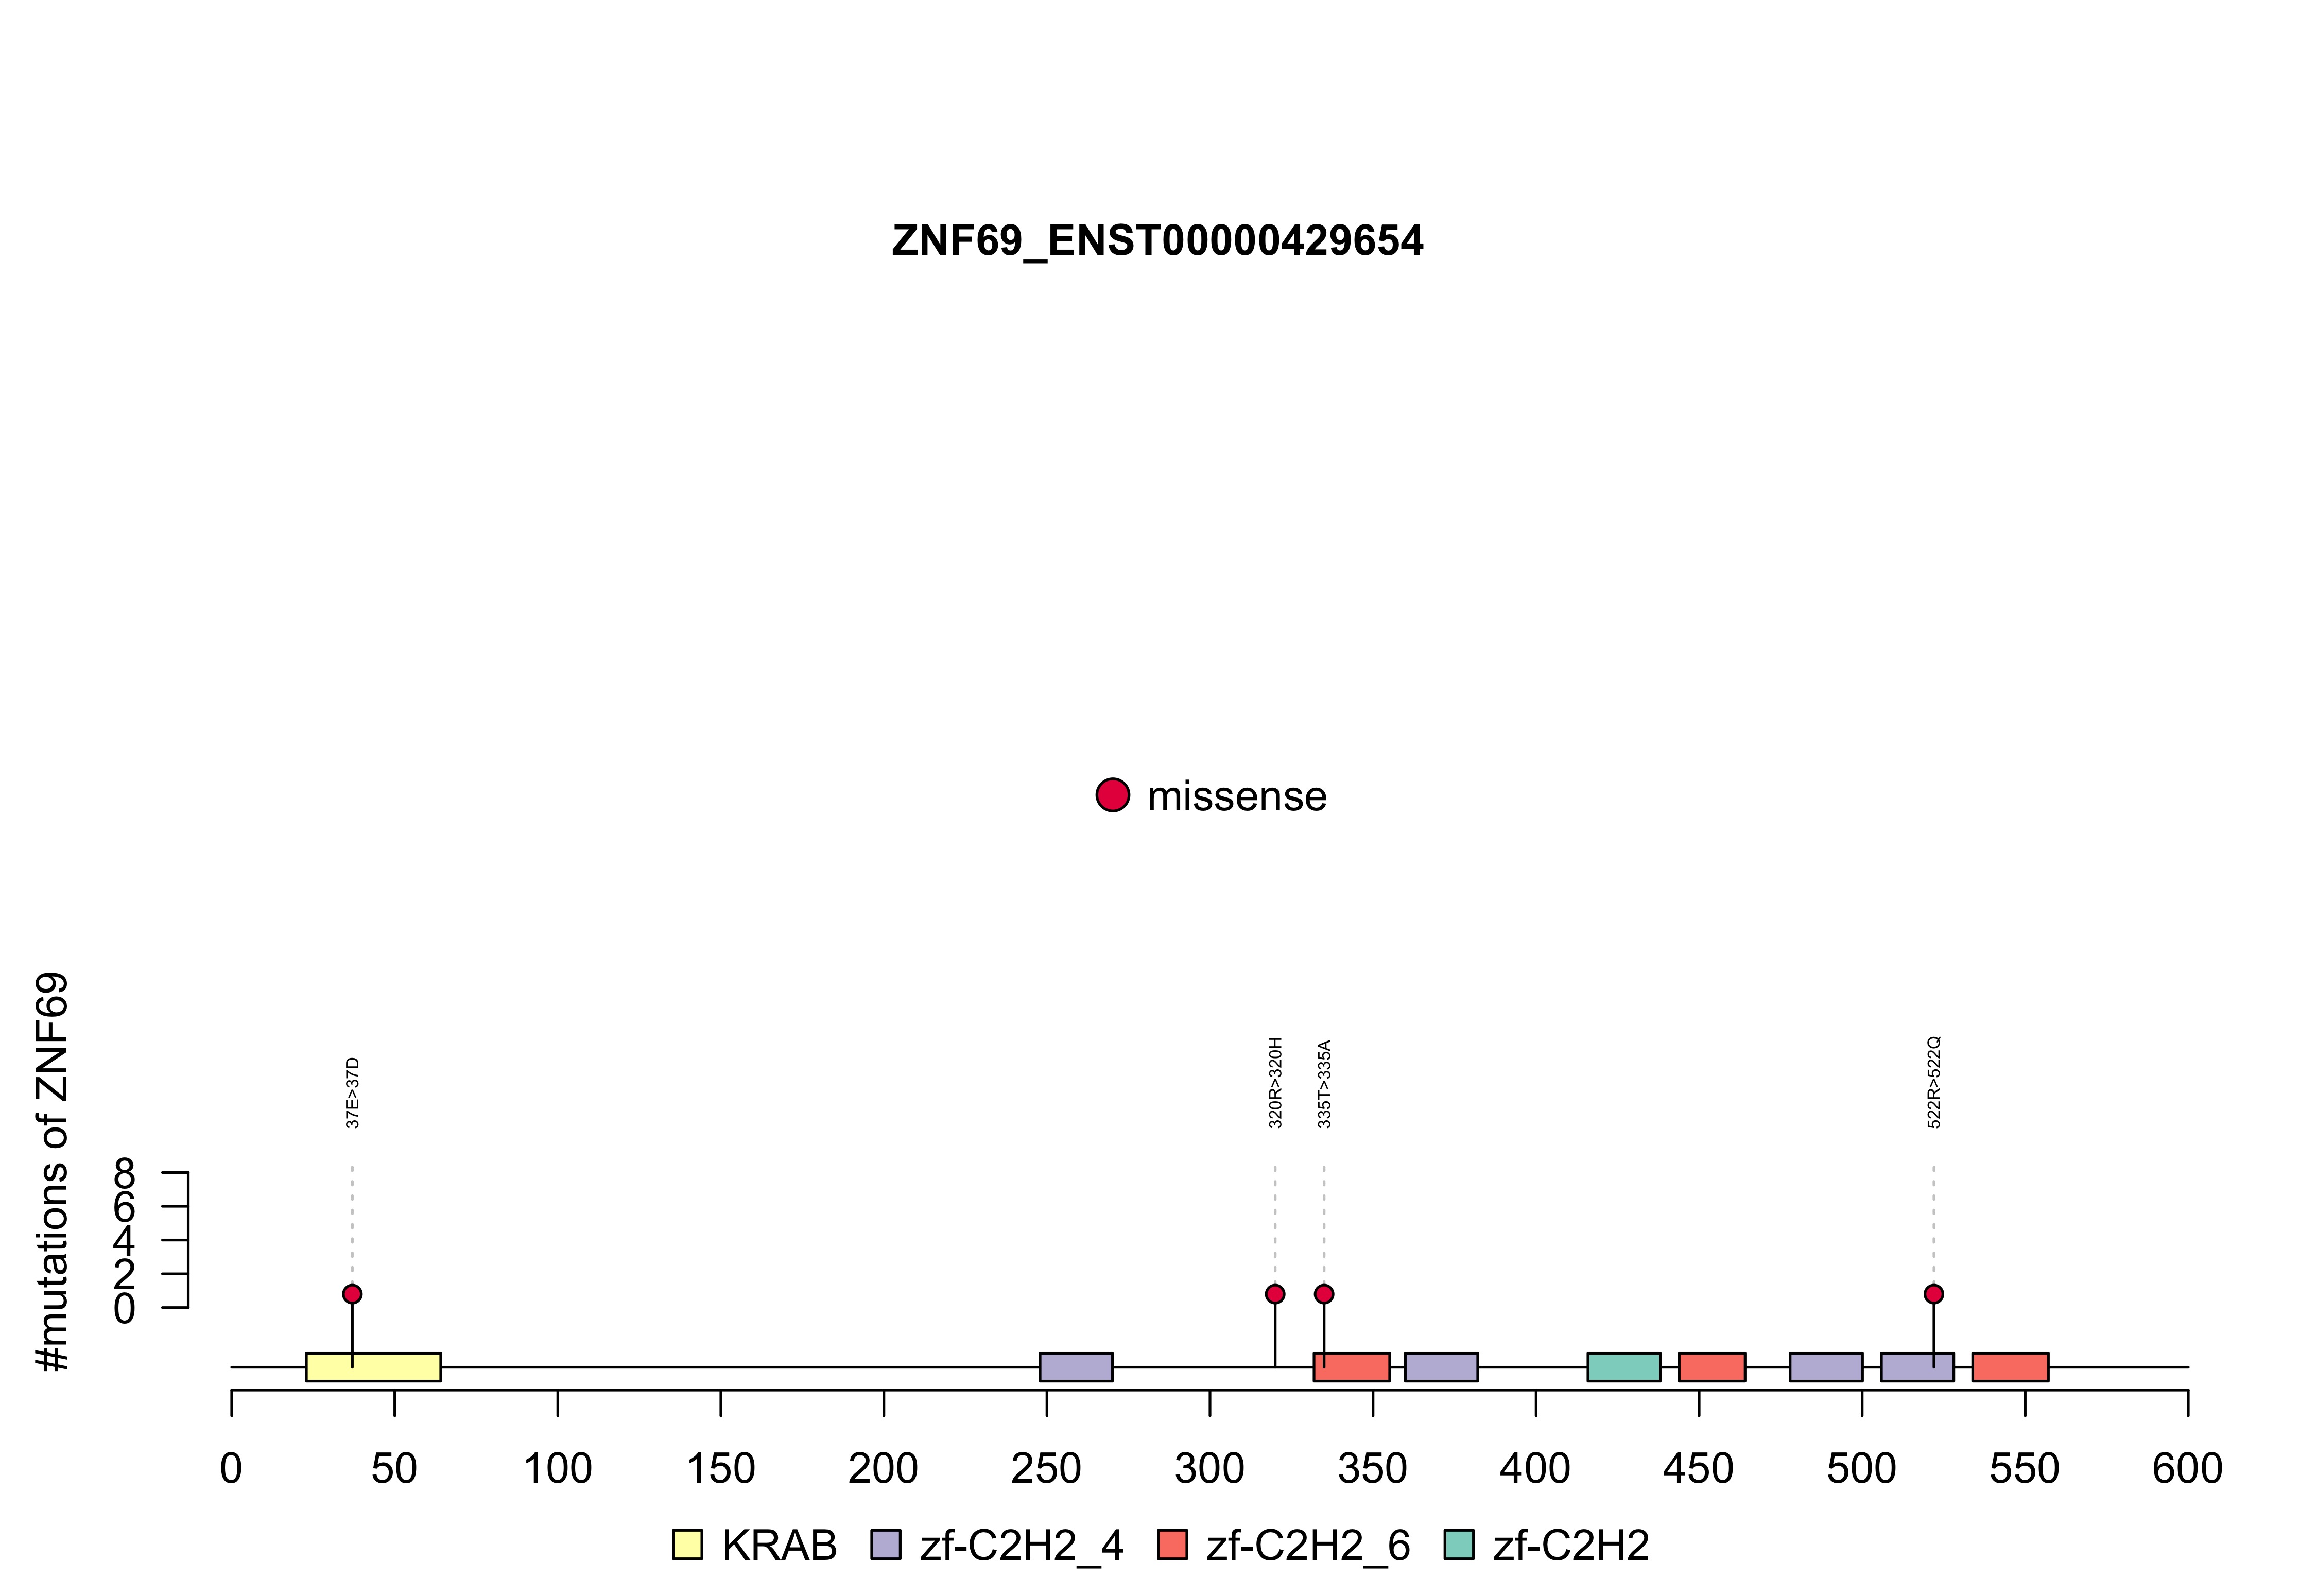 ZNF69_ENST00000429654
missense
#mutations of ZNF69
37E>37D
320R>320H
335T>335A
522R>522Q
8
6
4
2
0
0 50 100 150 200 250 300 350 400 450 500 550 600
KRAB zf-C2H2_4 zf-C2H2_6 zf-C2H2